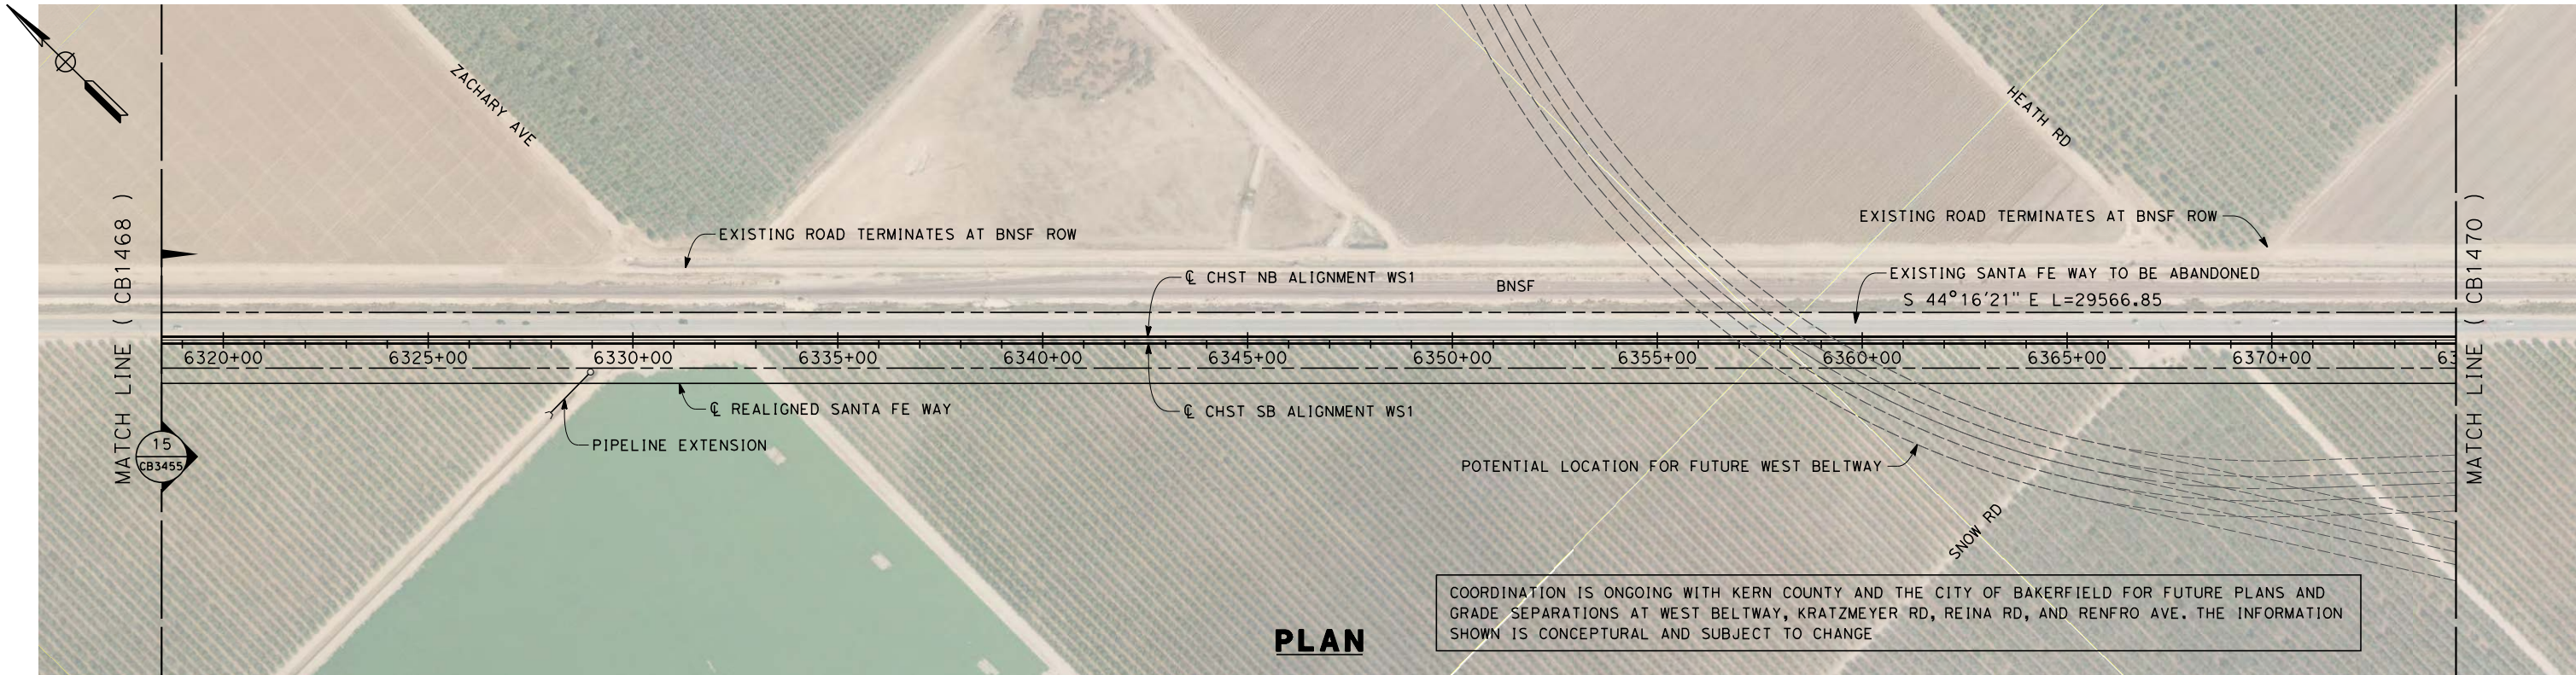 ZACHARY AVE
HEATH RD
EXISTING ROAD TERMINATES AT BNSF ROW
EXISTING ROAD TERMINATES AT BNSF ROW
℄ CHST NB ALIGNMENT WS1
BNSF
EXISTING SANTA FE WAY TO BE ABANDONED
S 44°16'21" E L=29566.85
MATCH LINE ( CB1468 )
MATCH LINE ( CB1470 )
6320+00 6325+00 6330+00 6335+00 6340+00 6345+00 6350+00 6355+00 6360+00 6365+00 6370+00 63
℄ REALIGNED SANTA FE WAY
℄ CHST SB ALIGNMENT WS1
PIPELINE EXTENSION
15
CB3455
POTENTIAL LOCATION FOR FUTURE WEST BELTWAY
SNOW RD
COORDINATION IS ONGOING WITH KERN COUNTY AND THE CITY OF BAKERFIELD FOR FUTURE PLANS AND
GRADE SEPARATIONS AT WEST BELTWAY, KRATZMEYER RD, REINA RD, AND RENFRO AVE. THE INFORMATION
SHOWN IS CONCEPTURAL AND SUBJECT TO CHANGE
PLAN